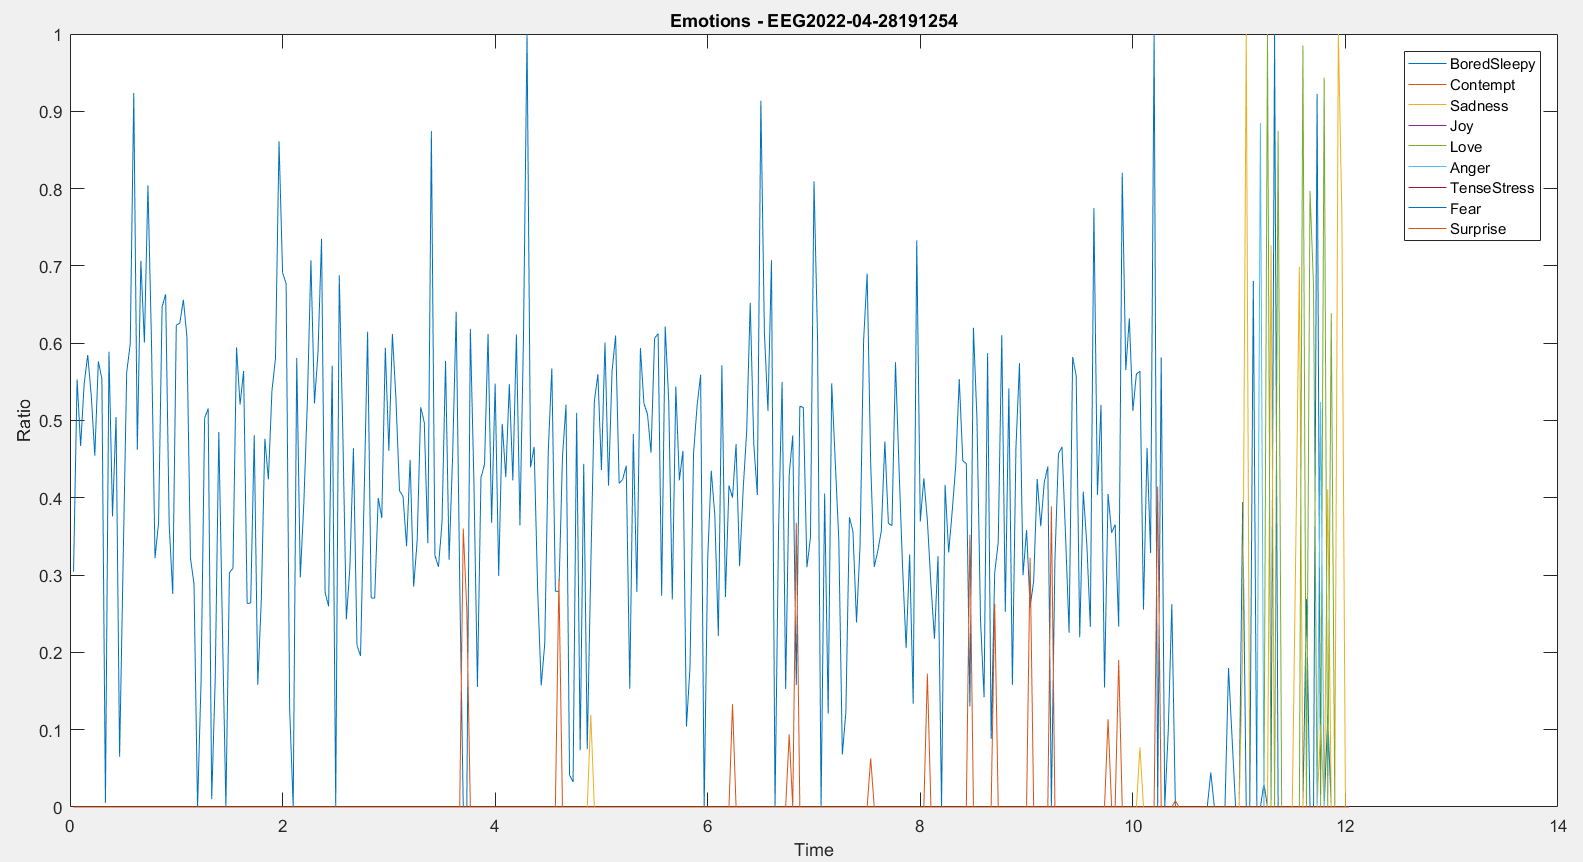 Emotions - EEG2022-04-28191254
1
0.9
0.8
0.7
0.6
0.5
0.4
0.3
0.2
0.1
0
Ratio
0 2 4 6 8 10 12 14
Time
BoredSleepy
Contempt
Sadness
Joy
Love
Anger
TenseStress
Fear
Surprise